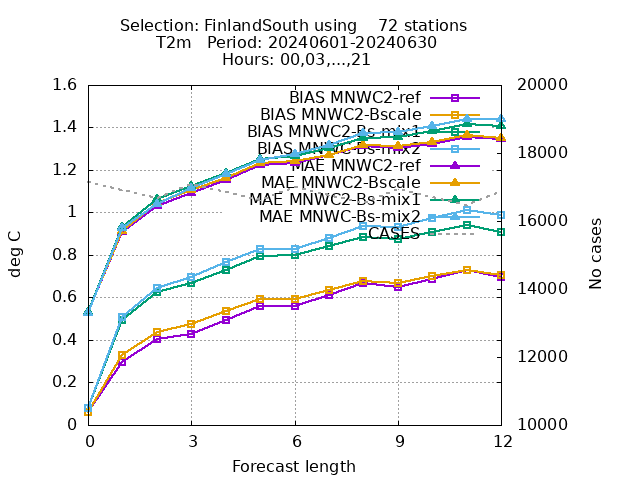 Selection: FinlandSouth using 72 stations
T2m Period: 20240601-20240630
Hours: 00,03,...,21
1.6
1.4
1.2
1
0.8
0.6
0.4
0.2
0
deg C
20000
18000
16000
14000
12000
10000
No cases
BIAS MNWC2-ref
BIAS MNWC2-Bscale
BIAS MNWC2-Bs-mix1
BIAS MNWC-Bs-mix2
MAE MNWC2-ref
MAE MNWC2-Bscale
MAE MNWC2-Bs-mix1
MAE MNWC-Bs-mix2
CASES
0 3 6 9 12
Forecast length